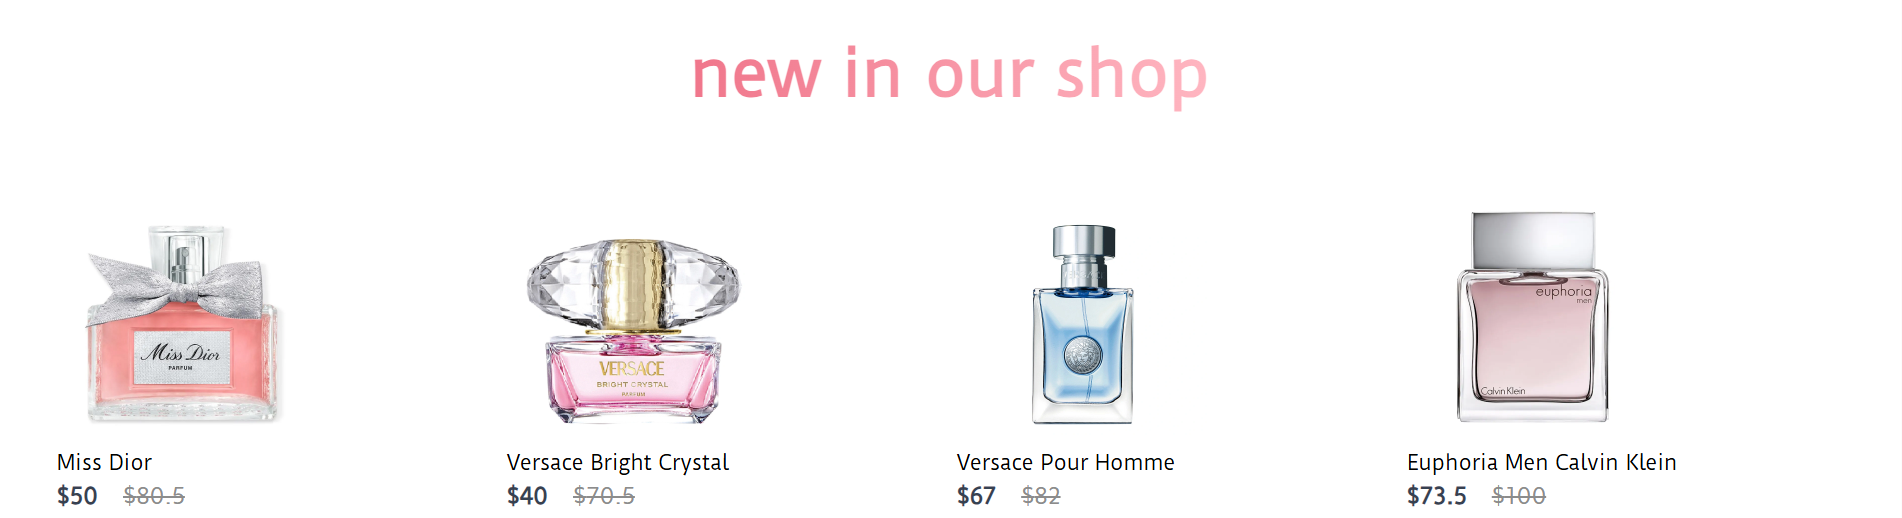 new in our shop
Miss Dior
PARFUM
VERSACE
BRIGHT CRYSTAL
PARFUM
euphoria
men
Calvin Klein
Miss Dior
$50 $80.5
Versace Bright Crystal
$40 $70.5
Versace Pour Homme
$67 $82
Euphoria Men Calvin Klein
$73.5 $100